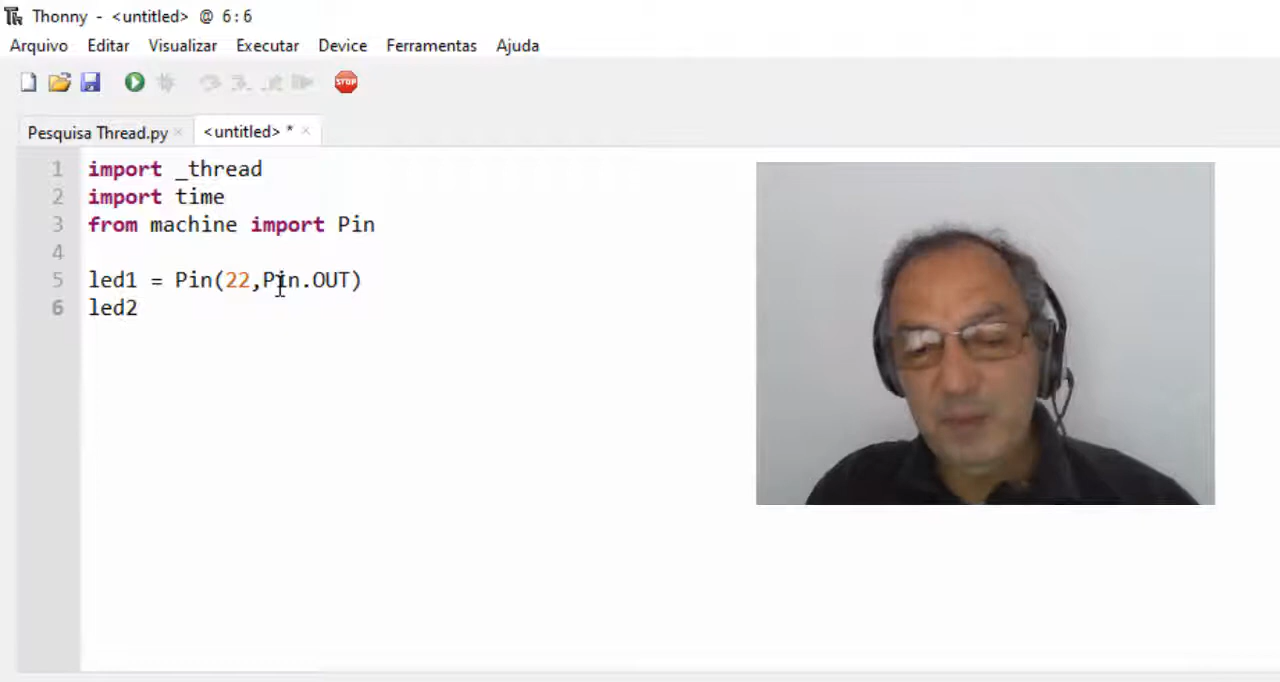 Thonny - <untitled> @ 6:6
Arquivo Editar Visualizar Executar Device Ferramentas Ajuda
STOP
Pesquisa Thread.py × <untitled> * ×
1 import _thread
2 import time
3 from machine import Pin
4
5 led1 = Pin(22,Pin.OUT)
6 led2